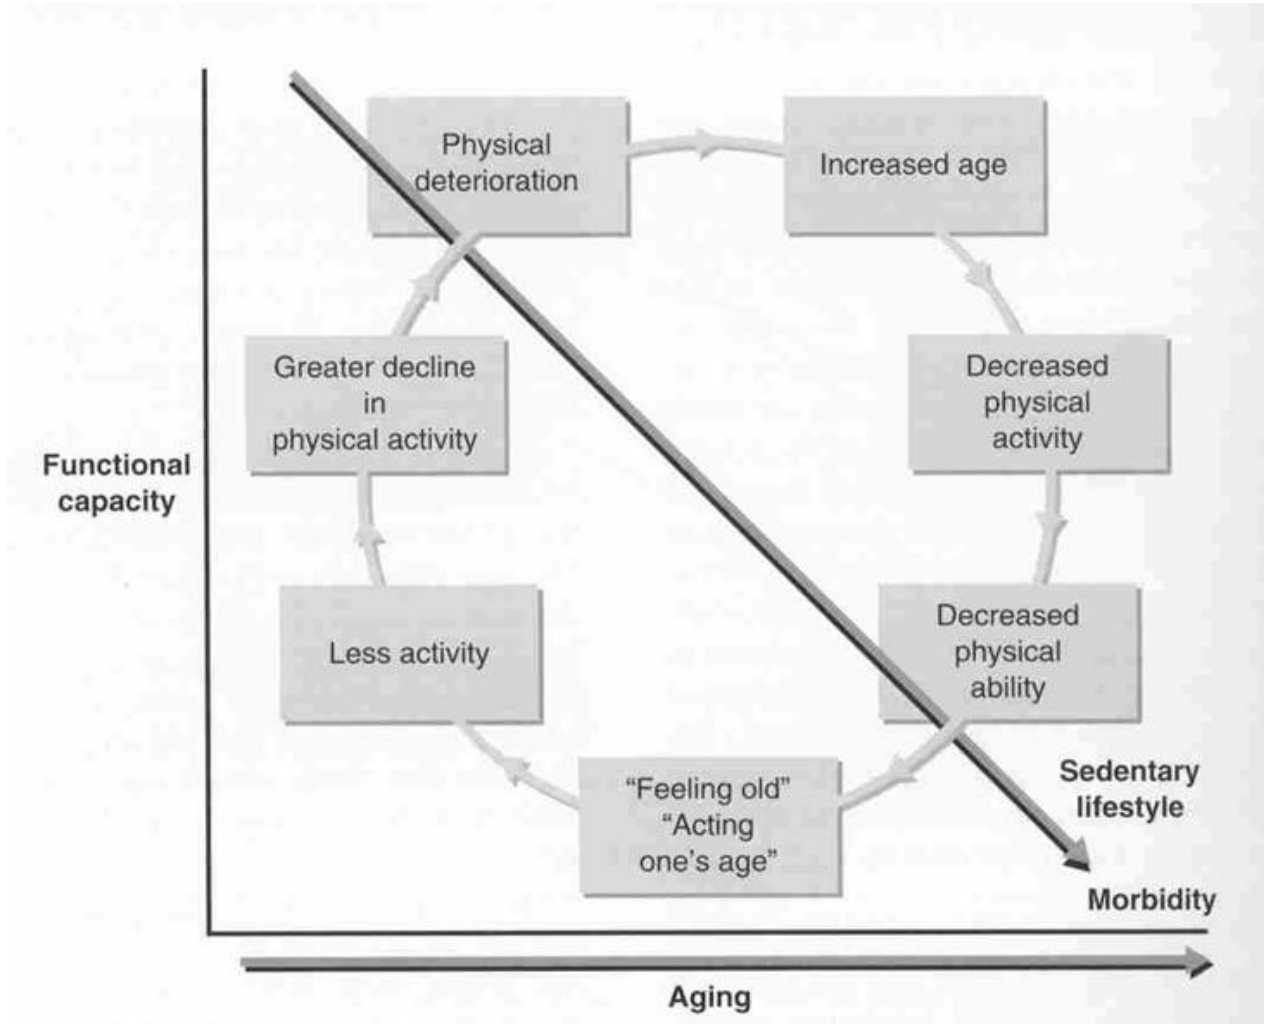 Physical
deterioration
Increased age
Greater decline
in
physical activity
Decreased
physical
activity
Functional
capacity
Less activity
Decreased
physical
ability
“Feeling old”
“Acting
one’s age”
Sedentary
lifestyle
Morbidity
Aging